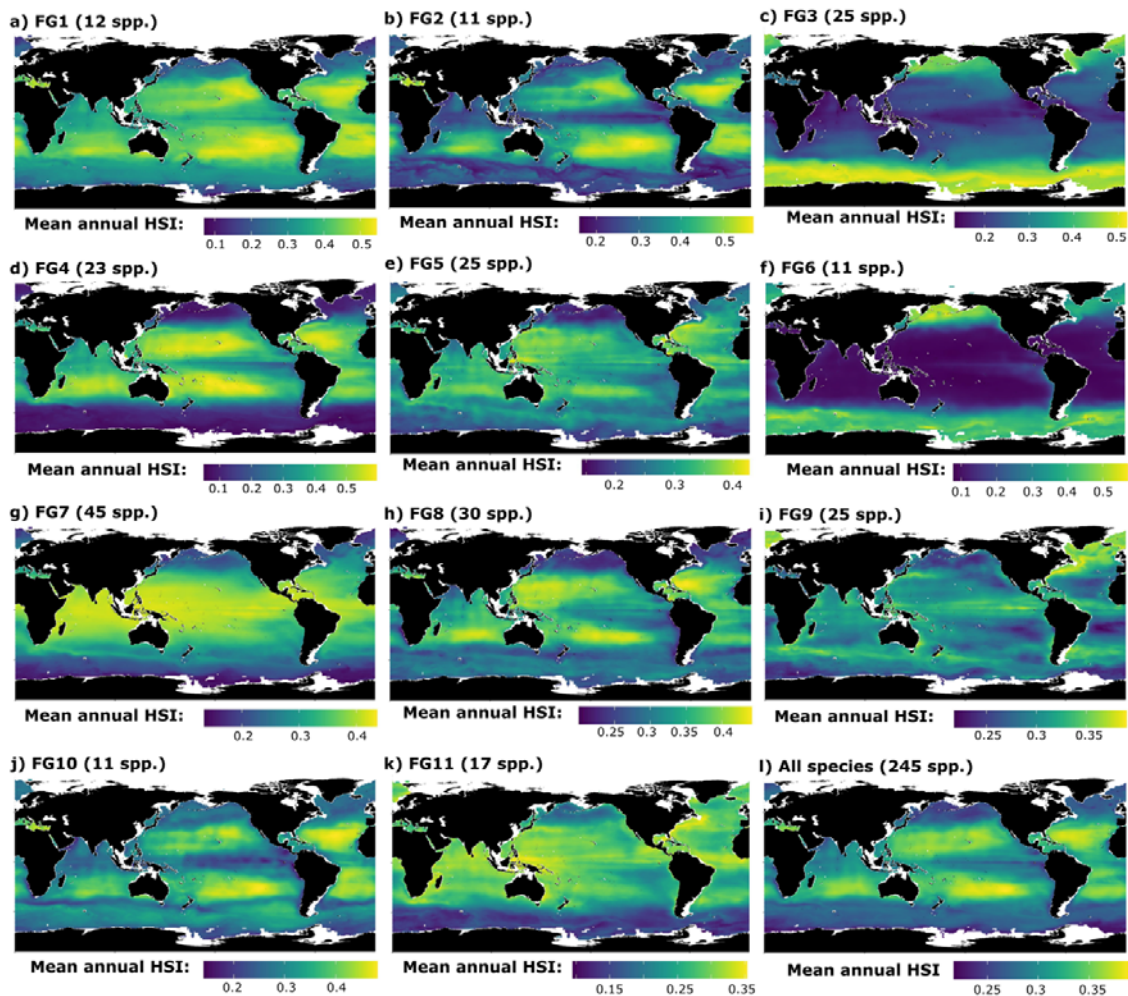 a) FG1 (12 spp.)
b) FG2 (11 spp.)
c) FG3 (25 spp.)
Mean annual HSI:
0.1 0.2 0.3 0.4 0.5
Mean annual HSI:
0.2 0.3 0.4 0.5
Mean annual HSI:
0.2 0.3 0.4 0.5
d) FG4 (23 spp.)
e) FG5 (25 spp.)
f) FG6 (11 spp.)
Mean annual HSI:
0.1 0.2 0.3 0.4 0.5
Mean annual HSI:
0.2 0.3 0.4
Mean annual HSI:
0.1 0.2 0.3 0.4 0.5
g) FG7 (45 spp.)
h) FG8 (30 spp.)
i) FG9 (25 spp.)
Mean annual HSI:
0.2 0.3 0.4
Mean annual HSI:
0.25 0.3 0.35 0.4
Mean annual HSI:
0.25 0.3 0.35
j) FG10 (11 spp.)
k) FG11 (17 spp.)
l) All species (245 spp.)
Mean annual HSI:
0.2 0.3 0.4
Mean annual HSI:
0.15 0.25 0.35
Mean annual HSI
0.25 0.3 0.35